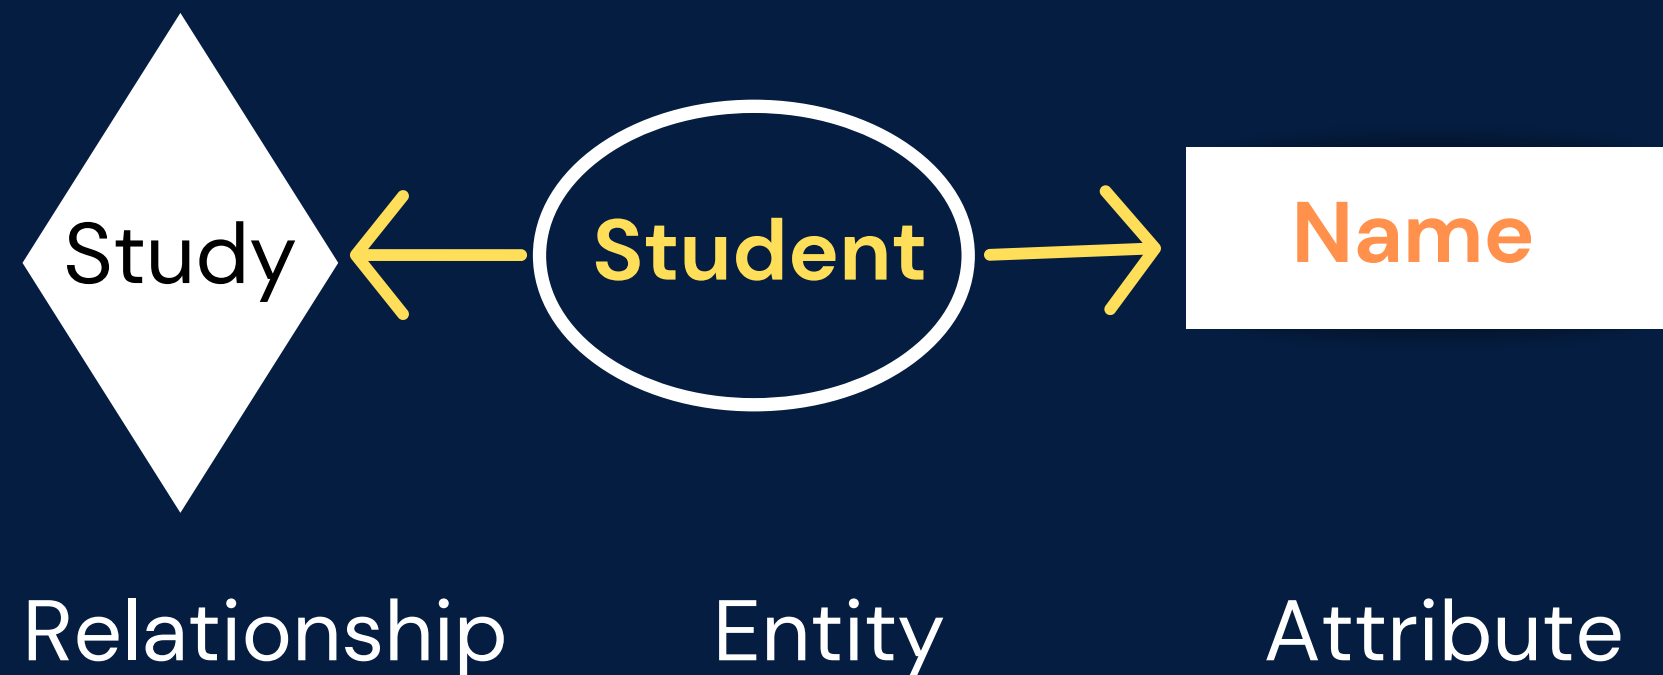 Study
Student
Name
Relationship
Entity
Attribute